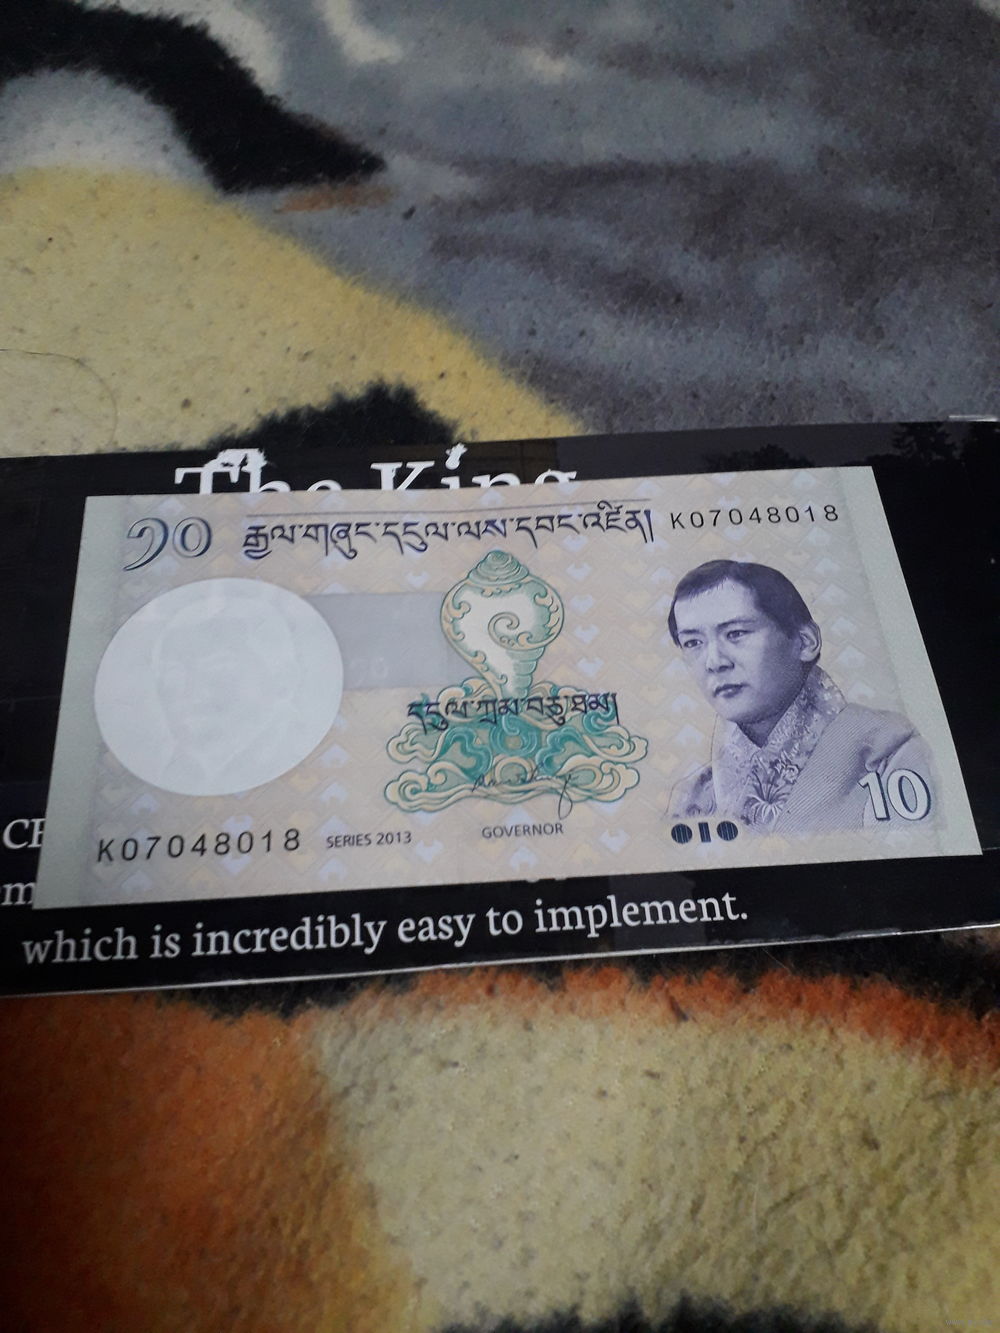 The King
༡༠
རྒྱལ་གཞུང་དངུལ་ལས་དབང་འཛིན།
K07048018
དངུལ་ཀྲམ་བཅུ་ཐམ།
10
K07048018
SERIES 2013
GOVERNOR
which is incredibly easy to implement.